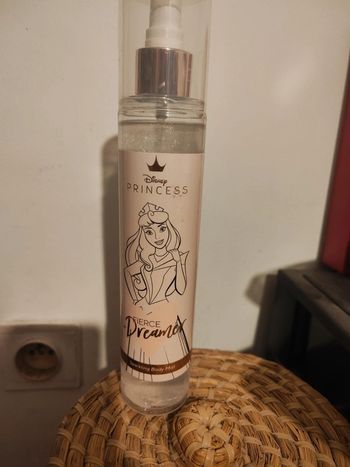 Disney
PRINCESS
FIERCE
Dreamer
Body Mist